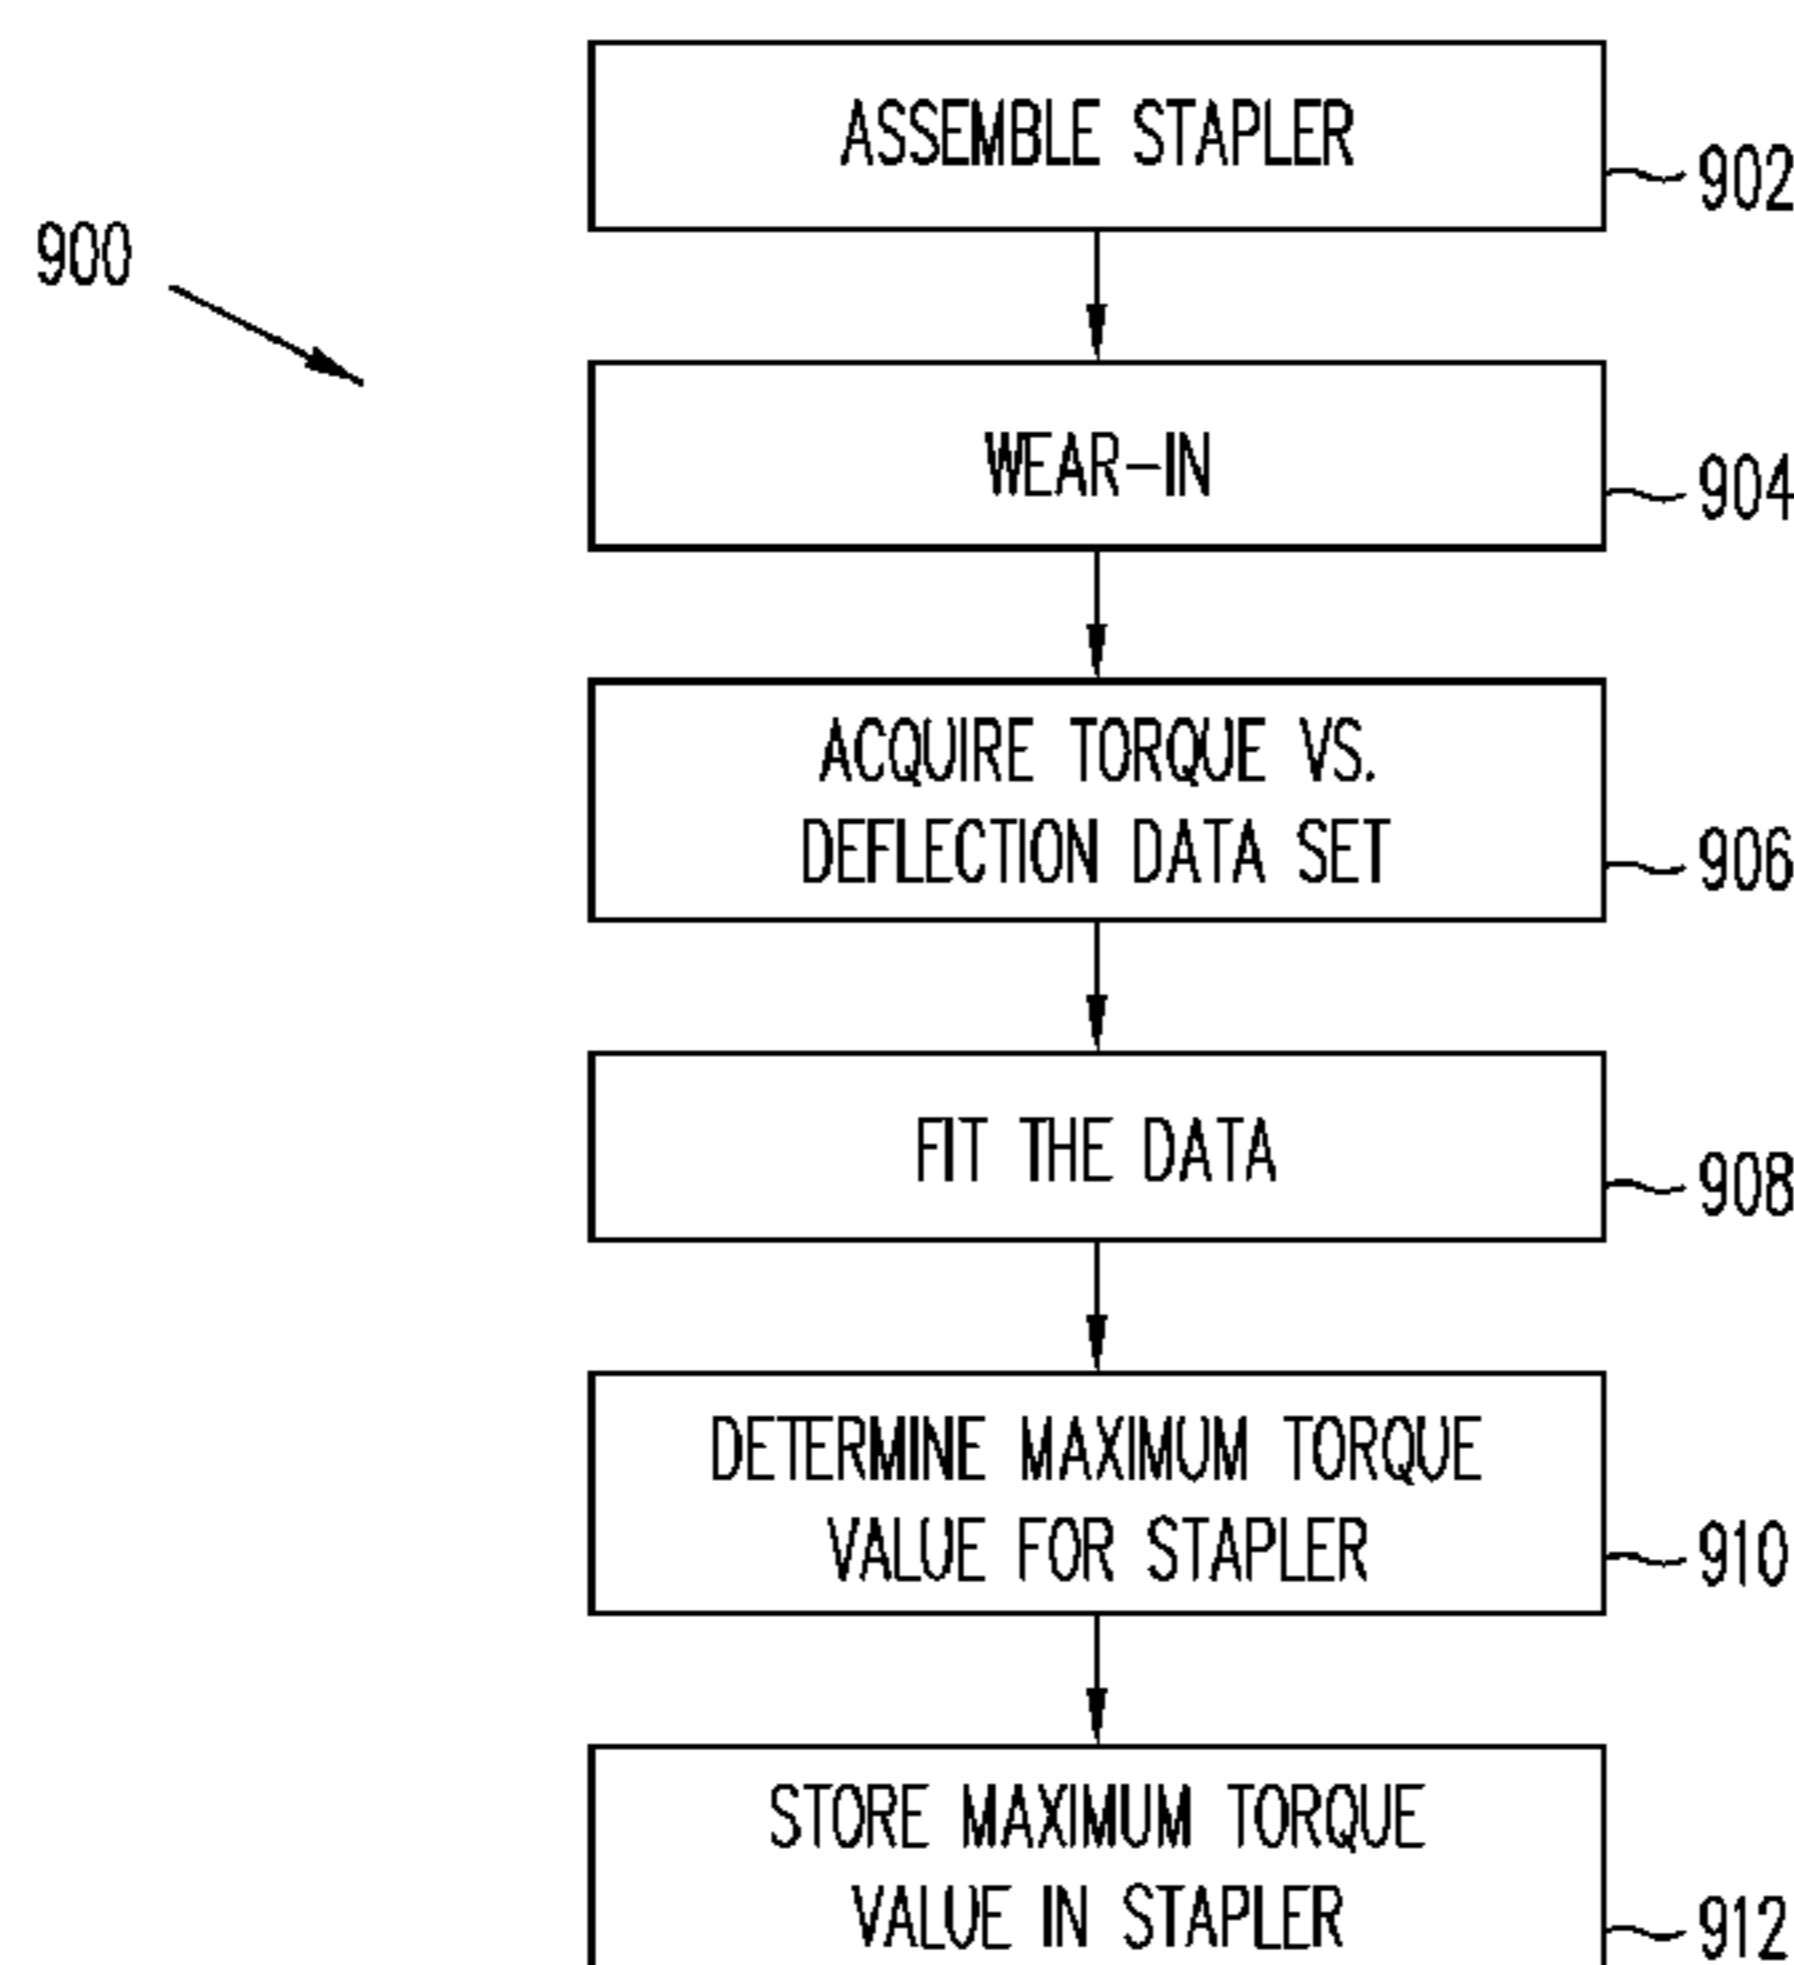 ASSEMBLE STAPLER
902
900
WEAR-IN
904
ACQUIRE TORQUE VS.
DEFLECTION DATA SET
906
FIT THE DATA
908
DETERMINE MAXIMUM TORQUE
VALUE FOR STAPLER
910
STORE MAXIMUM TORQUE
VALUE IN STAPLER
912